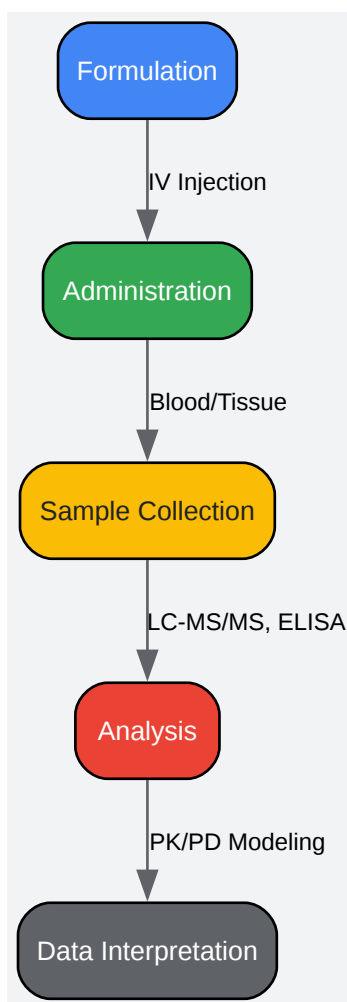 Formulation
IV Injection
Administration
Blood/Tissue
Sample Collection
LC-MS/MS, ELISA
Analysis
PK/PD Modeling
Data Interpretation